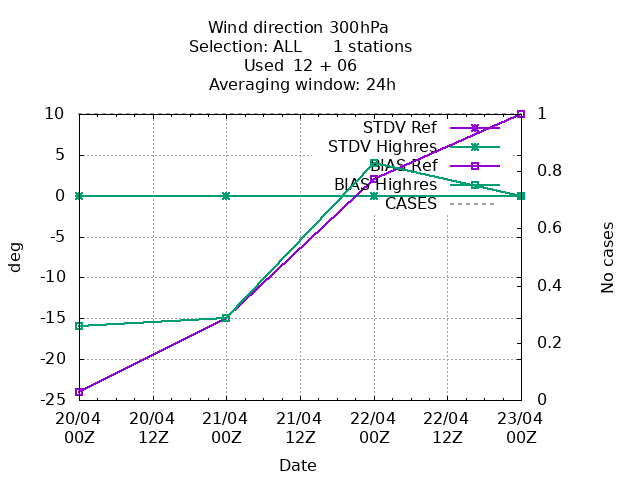 Wind direction 300hPa
Selection: ALL 1 stations
Used 12 + 06
Averaging window: 24h
10
5
0
-5
-10
-15
-20
-25
deg
1
0.8
0.6
0.4
0.2
0
No cases
STDV Ref
STDV Highres
BIAS Ref
BIAS Highres
CASES
20/04 20/04 21/04 21/04 22/04 22/04 23/04
00Z 12Z 00Z 12Z 00Z 12Z 00Z
Date